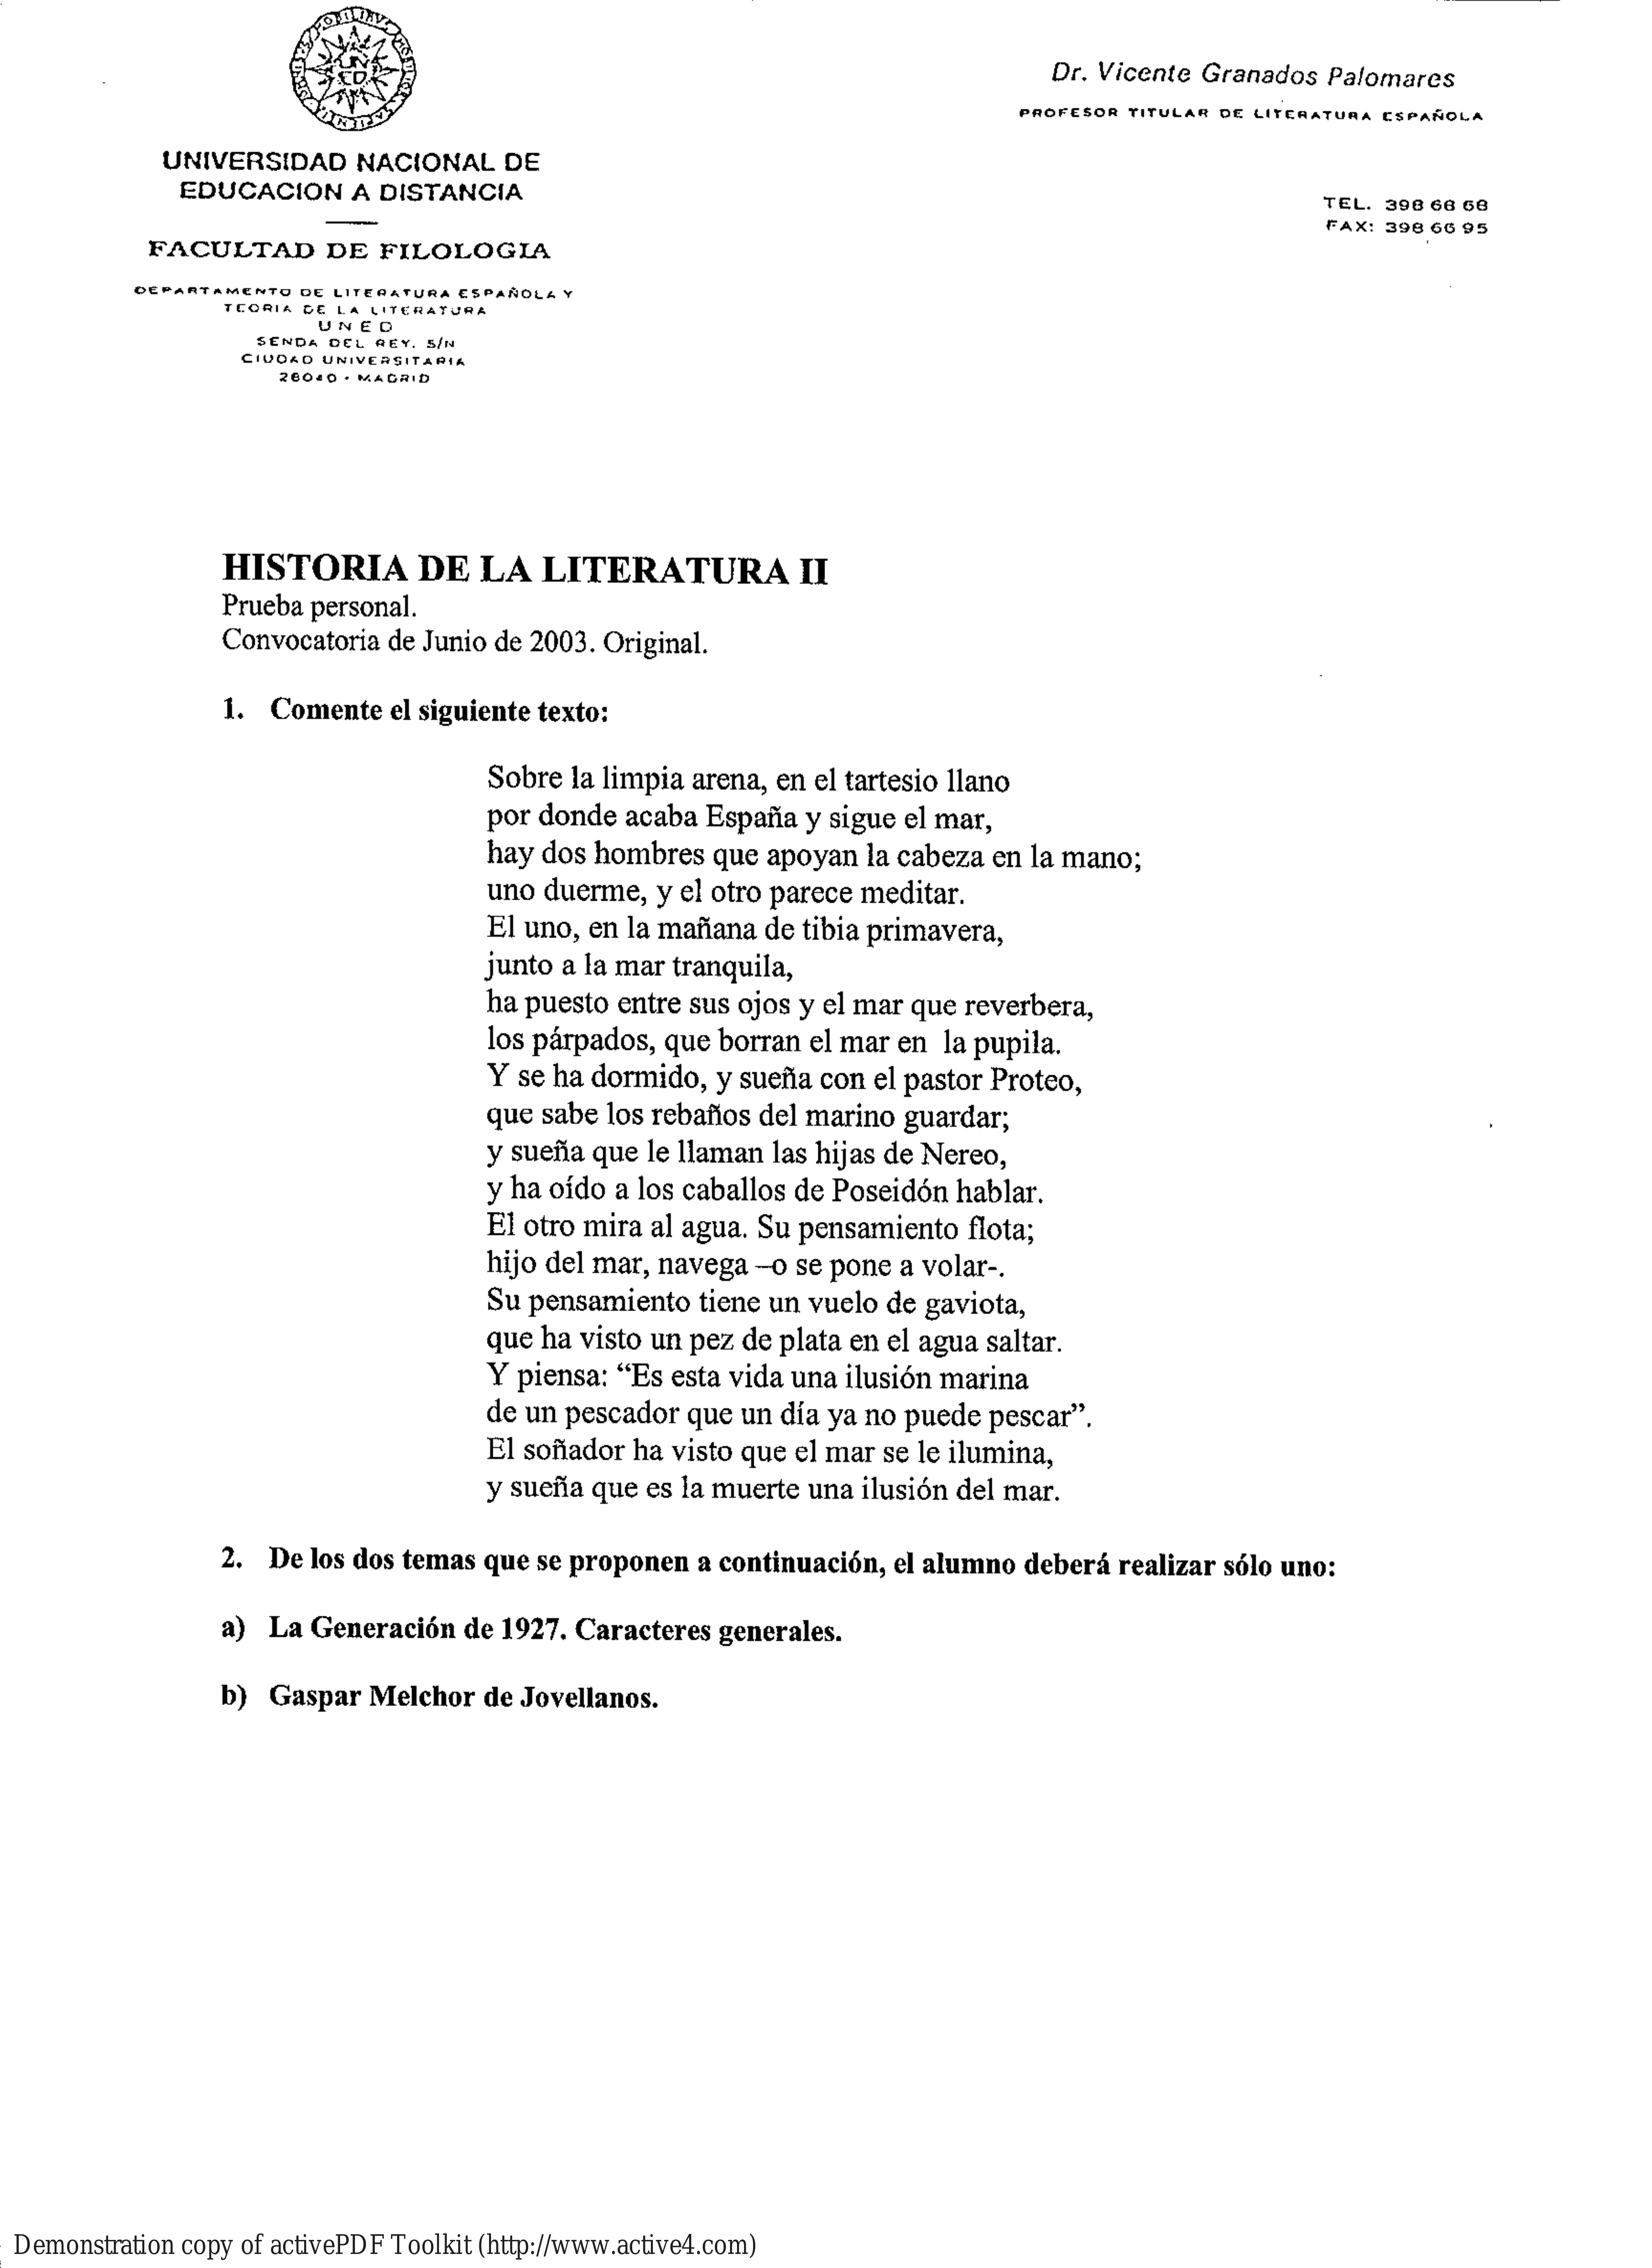 UNIVERSIDAD NACIONAL DE
EDUCACION A DISTANCIA
FACULTAD DE FILOLOGIA
DEPARTAMENTO DE LITERATURA ESPAÑOLA Y
TEORIA DE LA LITERATURA
UNED
SENDA DEL REY. S/N
CIUDAD UNIVERSITARIA
28040 - MADRID
Dr. Vicente Granados Palomares
PROFESOR TITULAR DE LITERATURA ESPAÑOLA
TEL. 398 68 68
FAX: 398 66 95
HISTORIA DE LA LITERATURA II
Prueba personal.
Convocatoria de Junio de 2003. Original.
1. Comente el siguiente texto:
Sobre la limpia arena, en el tartesio llano
por donde acaba España y sigue el mar,
hay dos hombres que apoyan la cabeza en la mano;
uno duerme, y el otro parece meditar.
El uno, en la mañana de tibia primavera,
junto a la mar tranquila,
ha puesto entre sus ojos y el mar que reverbera,
los párpados, que borran el mar en la pupila.
Y se ha dormido, y sueña con el pastor Proteo,
que sabe los rebaños del marino guardar;
y sueña que le llaman las hijas de Nereo,
y ha oído a los caballos de Poseidón hablar.
El otro mira al agua. Su pensamiento flota;
hijo del mar, navega –o se pone a volar-.
Su pensamiento tiene un vuelo de gaviota,
que ha visto un pez de plata en el agua saltar.
Y piensa: “Es esta vida una ilusión marina
de un pescador que un día ya no puede pescar”.
El soñador ha visto que el mar se le ilumina,
y sueña que es la muerte una ilusión del mar.
2. De los dos temas que se proponen a continuación, el alumno deberá realizar sólo uno:
a) La Generación de 1927. Caracteres generales.
b) Gaspar Melchor de Jovellanos.
Demonstration copy of activePDF Toolkit (http://www.active4.com)